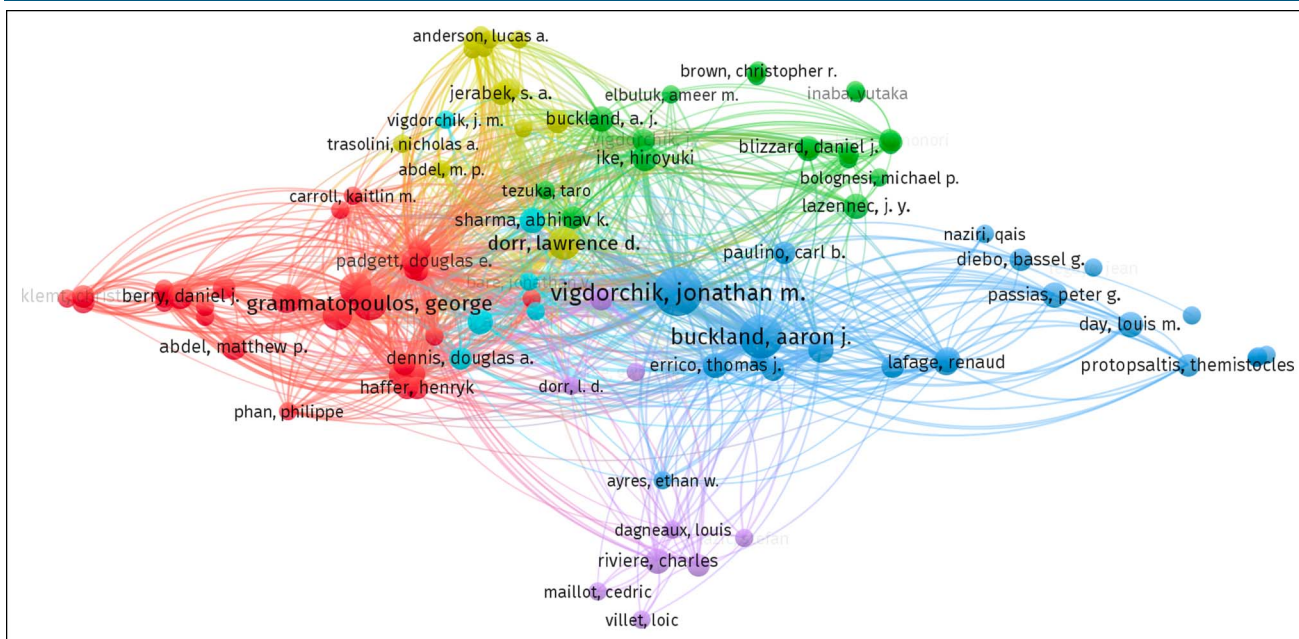 anderson, lucas a.
brown, christopher r.
jerabek, s. a.
elbuluk, ameer m.
inaba, yutaka
vigdorchik, j. m.
buckland, a. j.
trasolini, nicholas a.
blizzard, daniel j.
ike, hiroyuki
abdel, m. p.
bolognesi, michael p.
tezuka, taro
carroll, kaitlin m.
lazennec, j. y.
sharma, abhinav k.
naziri, qais
dorr, lawrence d.
paulino, carl b.
diebo, bassel g.
padgett, douglas e.
berry, daniel j.
vigdorchik, jonathan m.
passias, peter g.
grammatopoulos, george
day, louis m.
buckland, aaron j.
abdel, matthew p.
dennis, douglas a.
errico, thomas j.
lafage, renaud
protopsaltis, themistocles
haffer, henryk
dorr, l. d.
phan, philippe
ayres, ethan w.
dagneaux, louis
riviere, charles
maillot, cedric
villet, loic